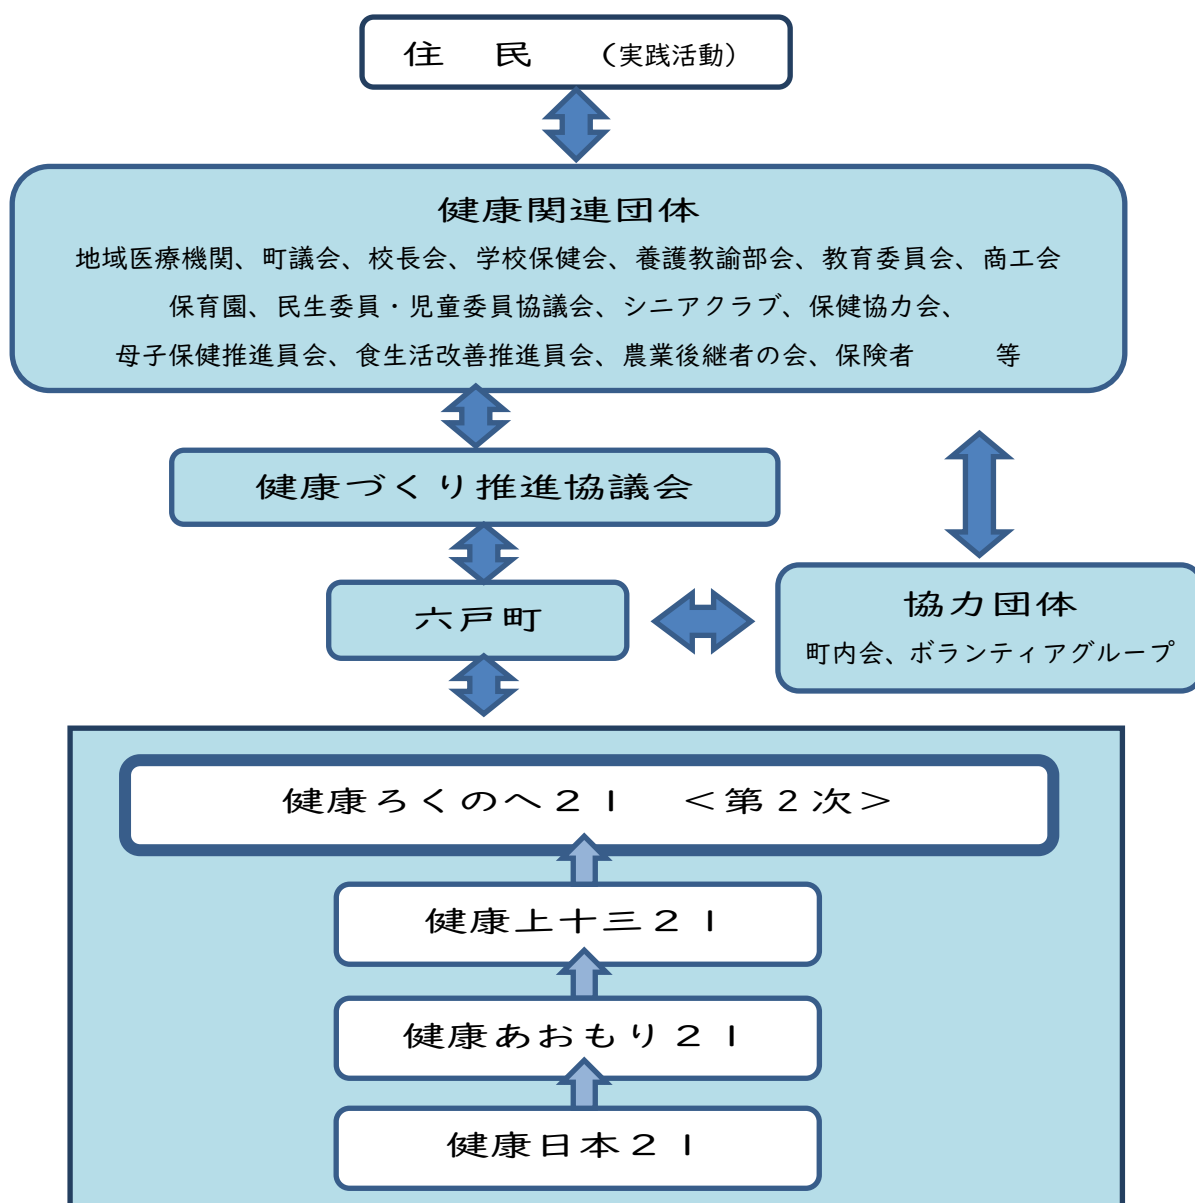 住　民　（実践活動）
健康関連団体
地域医療機関、町議会、校長会、学校保健会、養護教諭部会、教育委員会、商工会
保育園、民生委員・児童委員協議会、シニアクラブ、保健協力会、
母子保健推進員会、食生活改善推進員会、農業後継者の会、保険者　　　等
健康づくり推進協議会
六戸町
協力団体
町内会、ボランティアグループ
健康ろくのへ２１　＜第２次＞
健康上十三２１
健康あおもり２１
健康日本２１